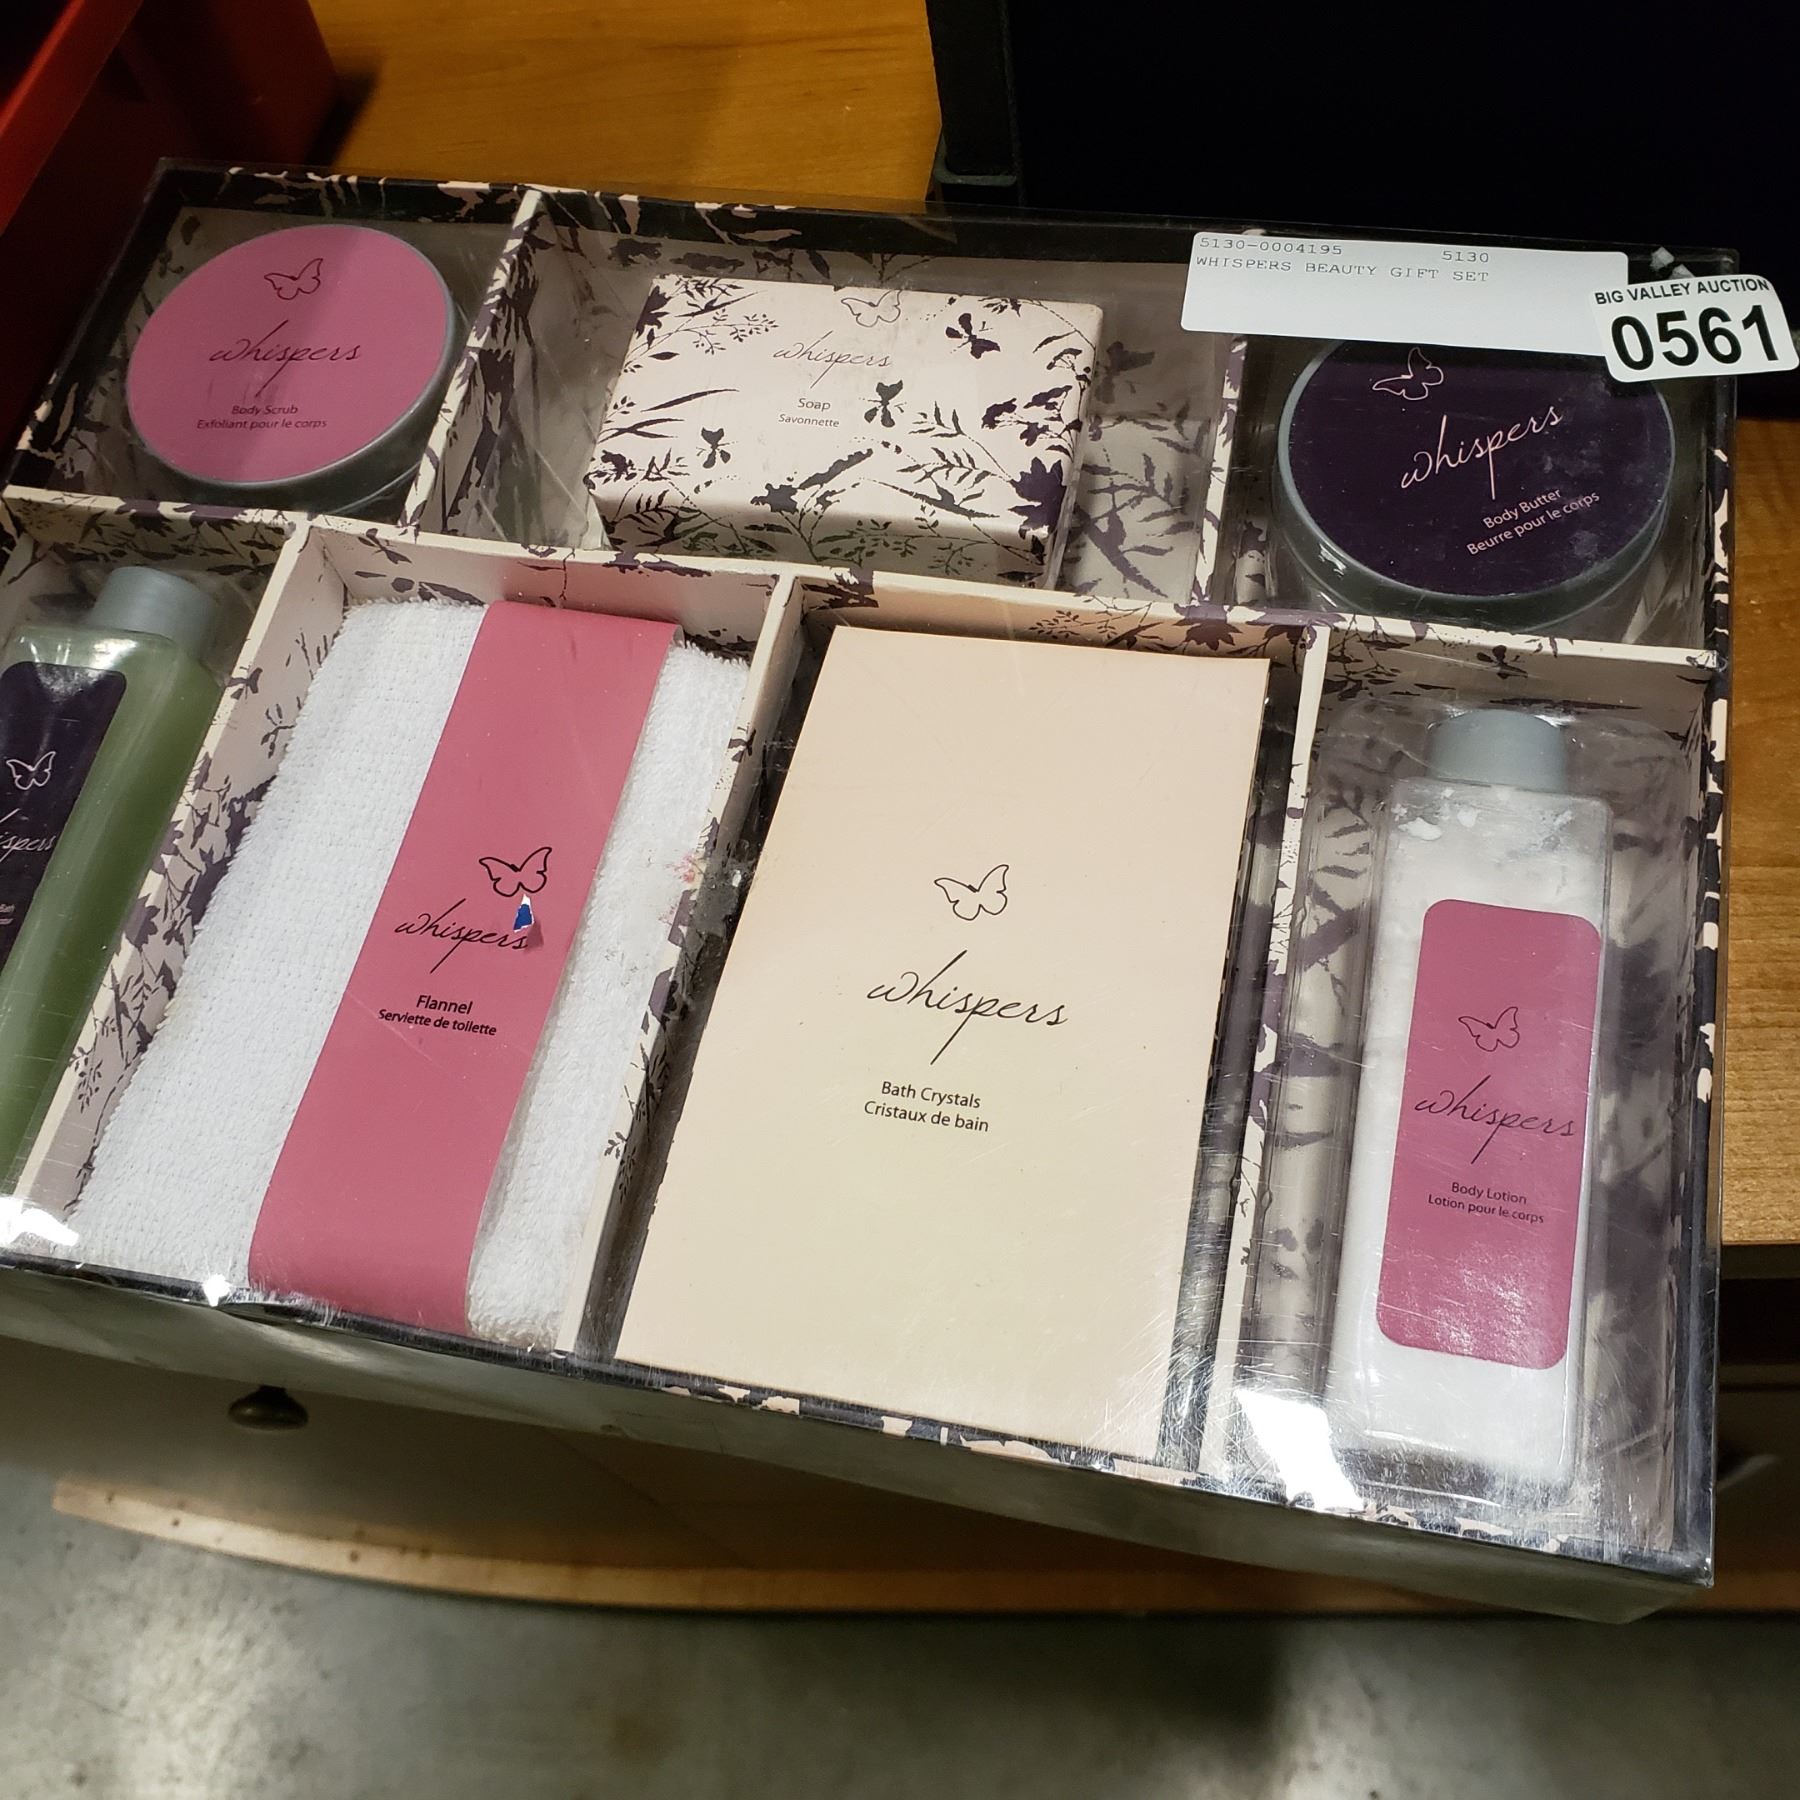 5130-0004195 5130
WHISPERS BEAUTY GIFT SET
BIG VALLEY AUCTION
0561
whispers
Body Scrub
Exfoliant pour le corps
whispers
Soap
Savonnette
whispers
Body Butter
Beurre pour le corps
whispers
Flannel
Serviette de toilette
whispers
Bath Crystals
Cristaux de bain
whispers
Body Lotion
Lotion pour le corps